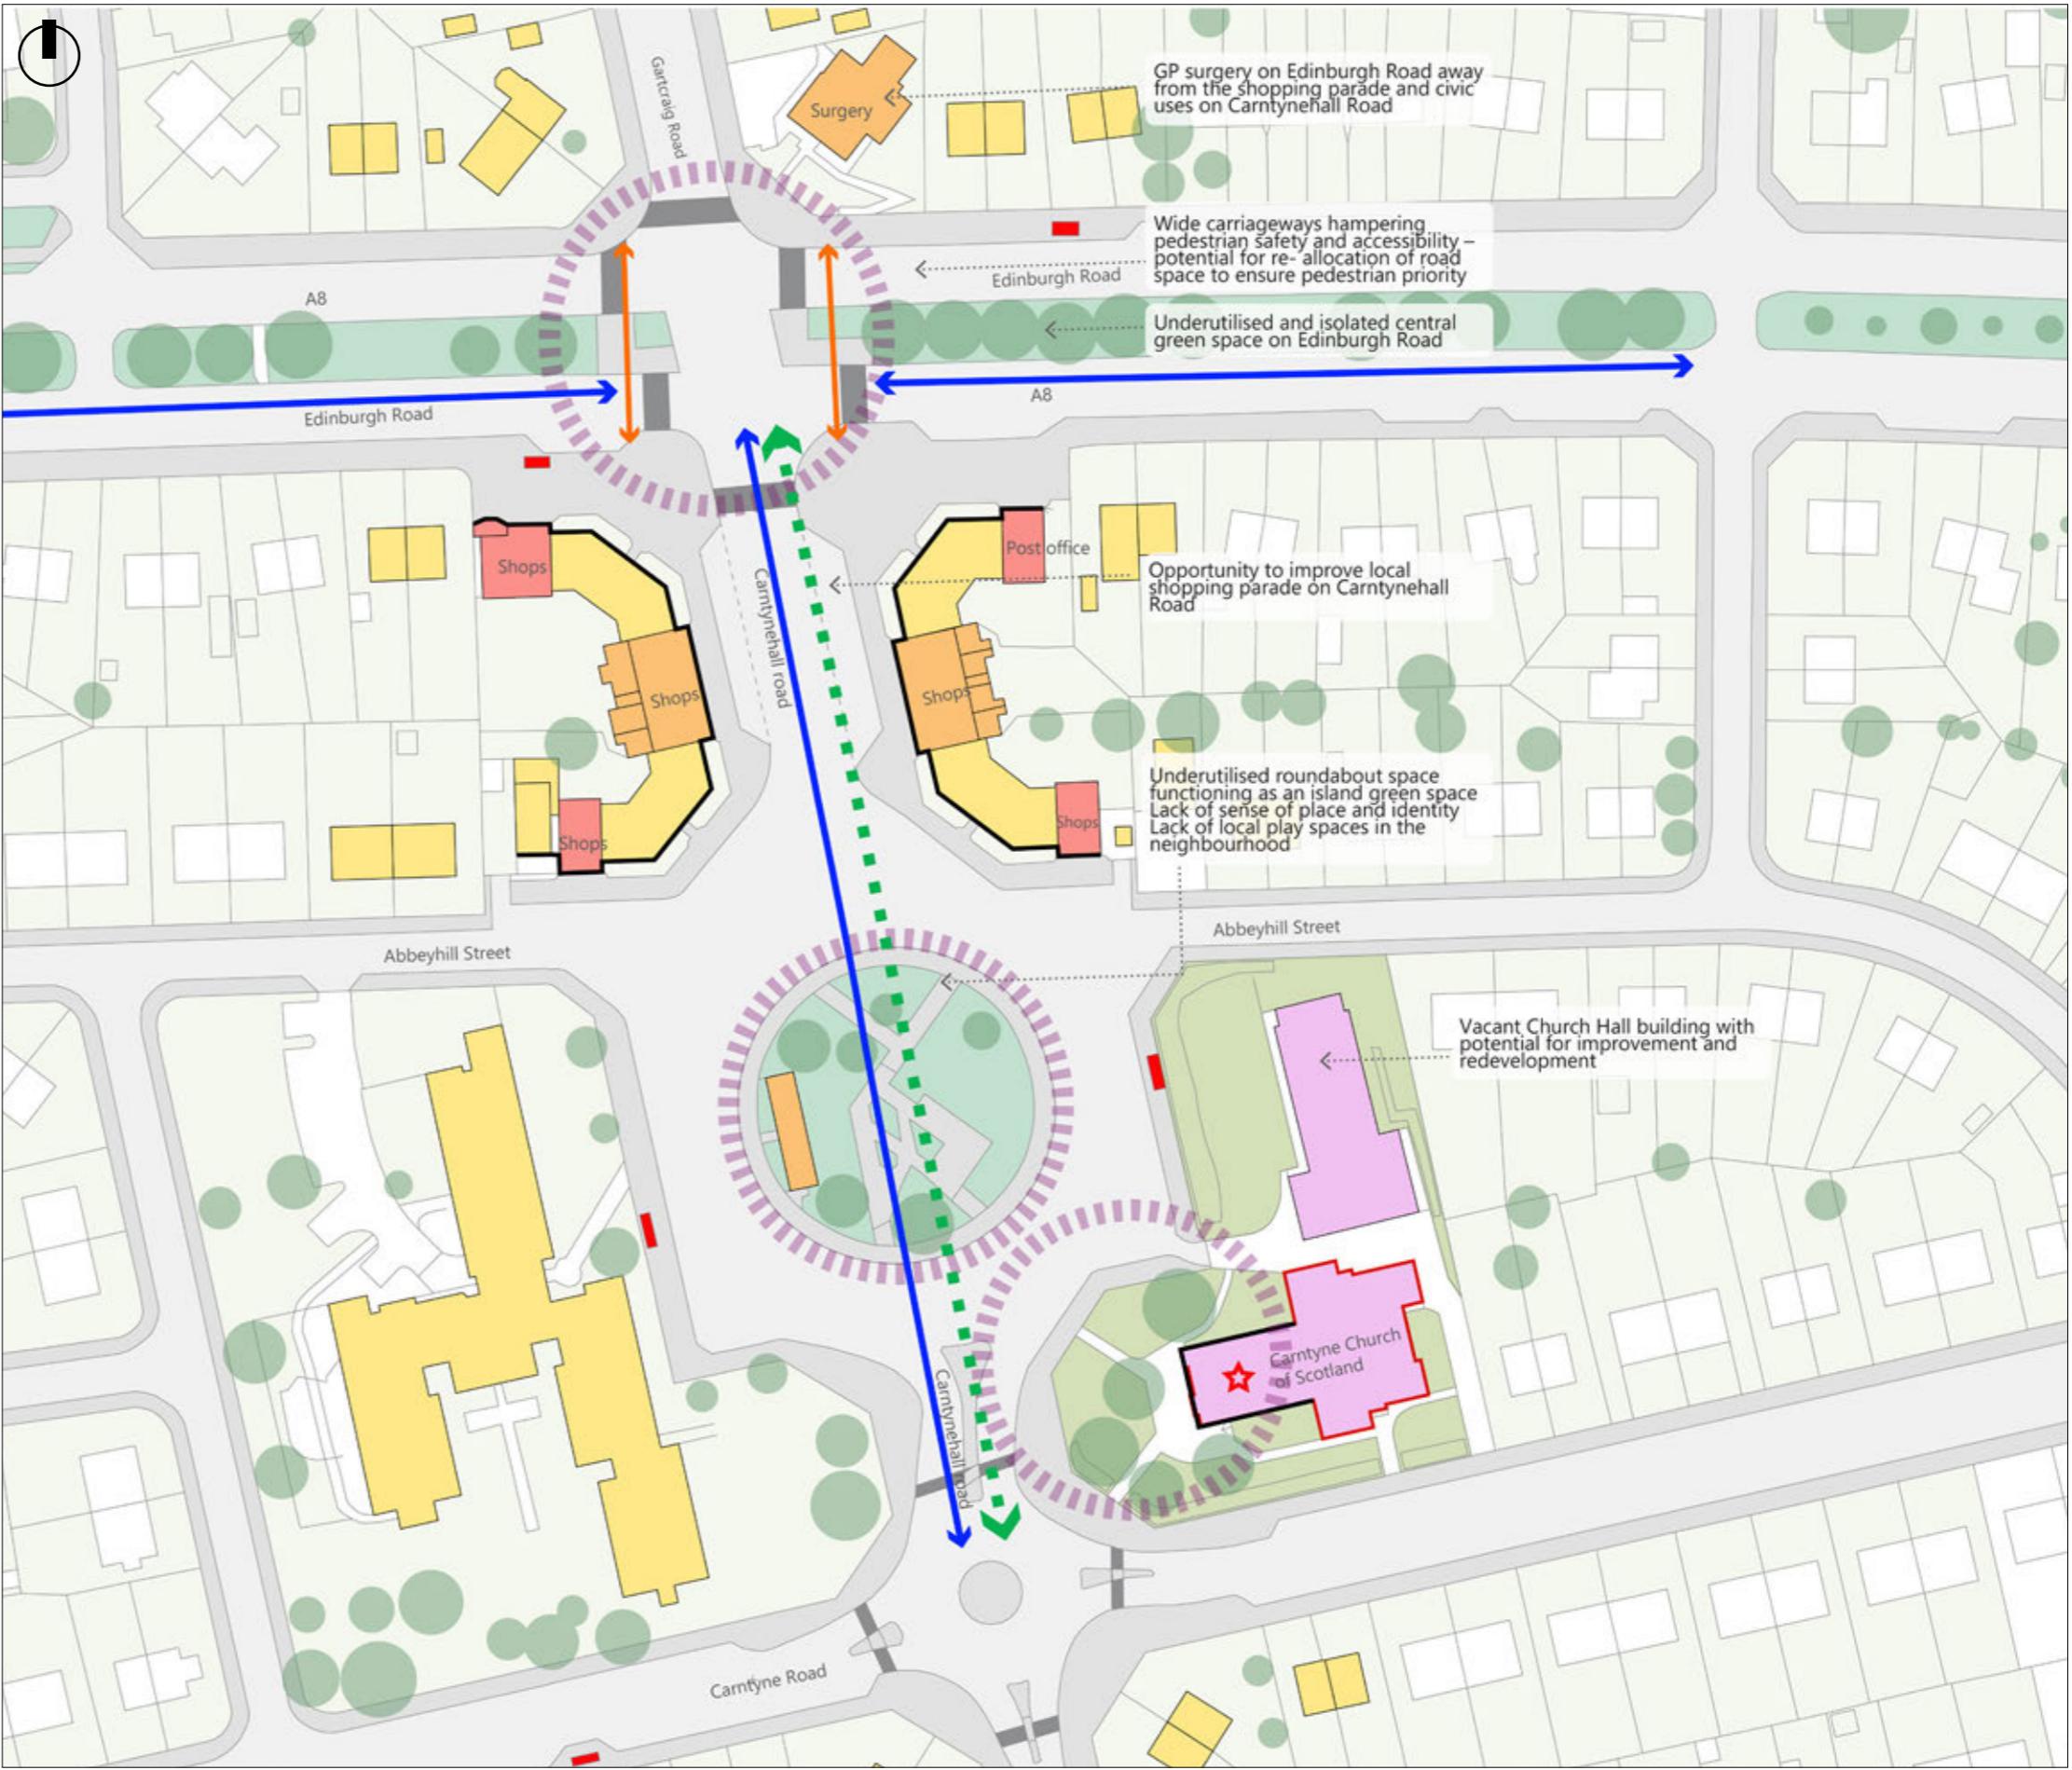 Gartcraig Road
Surgery
GP surgery on Edinburgh Road away
from the shopping parade and civic
uses on Carntynehall Road
Wide carriageways hampering
pedestrian safety and accessibility –
potential for re- allocation of road
space to ensure pedestrian priority
Edinburgh Road
A8
Underutilised and isolated central
green space on Edinburgh Road
A8
Edinburgh Road
Shops
Post office
Opportunity to improve local
shopping parade on Carntynehall
Road
Carntynehall road
Shops
Shops
Underutilised roundabout space
functioning as an island green space
Lack of sense of place and identity
Lack of local play spaces in the
neighbourhood
Shops
Shops
Abbeyhill Street
Abbeyhill Street
Vacant Church Hall building with
potential for improvement and
redevelopment
Carntyne Church
of Scotland
Carntynehall road
Carntyne Road